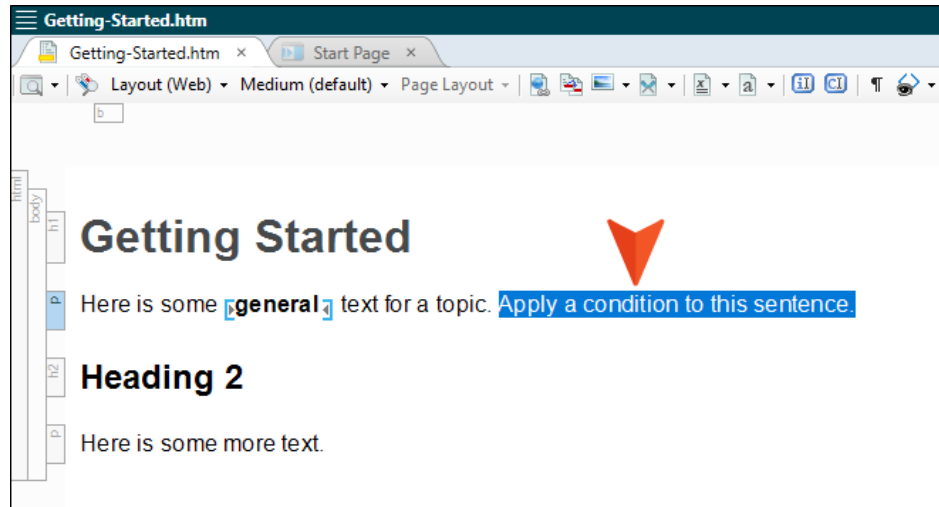 Getting-Started.htm
Getting-Started.htm × Start Page ×
Layout (Web) Medium (default) Page Layout x a iI CI ¶
b
html
body
h1
Getting Started
p
Here is some general text for a topic. Apply a condition to this sentence.
h2
Heading 2
p
Here is some more text.